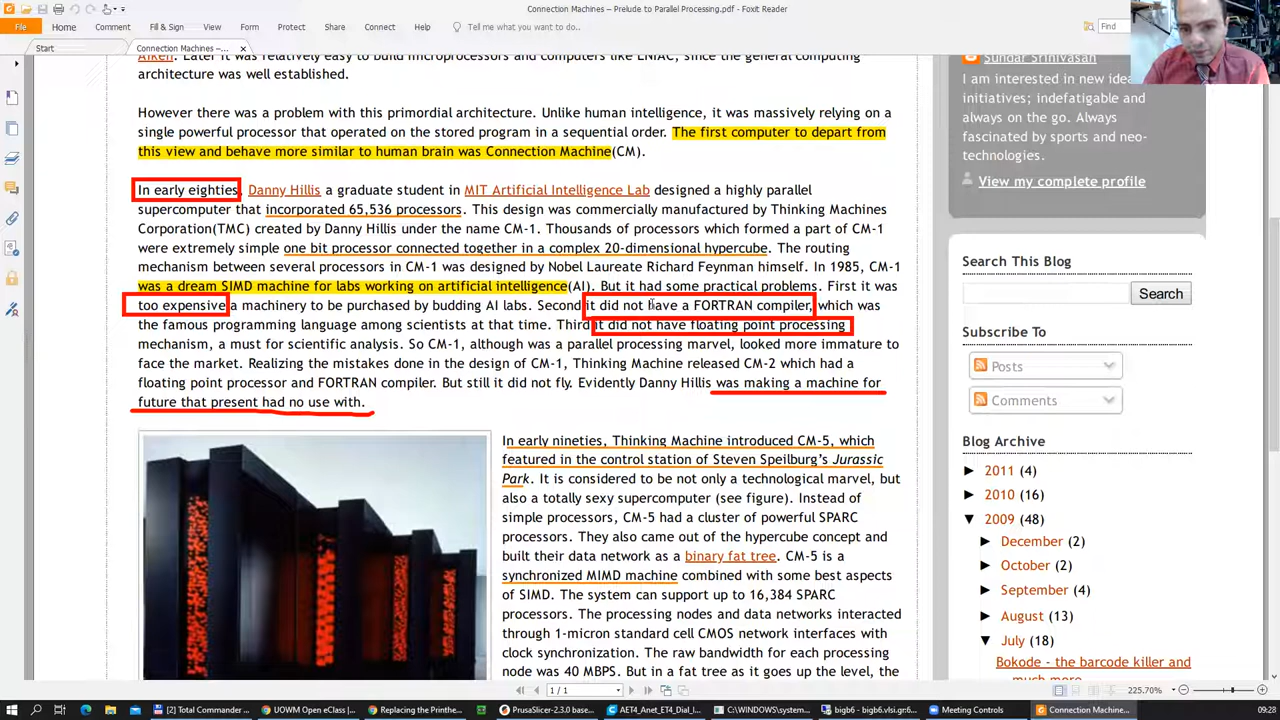 Connection Machines – Prelude to Parallel Processing.pdf - Foxit Reader
File Home Comment View Form Protect Share Connect Help Tell me what you want to do... Find
Start Connection Machines –...
Aiken. Later it was relatively easy to build microprocessors and computers like ENIAC, since the general computing
architecture was well established.
However there was a problem with this primordial architecture. Unlike human intelligence, it was massively relying on a
single powerful processor that operated on the stored program in a sequential order. The first computer to depart from
this view and behave more similar to human brain was Connection Machine(CM).
In early eighties, Danny Hillis a graduate student in MIT Artificial Intelligence Lab designed a highly parallel
supercomputer that incorporated 65,536 processors. This design was commercially manufactured by Thinking Machines
Corporation(TMC) created by Danny Hillis under the name CM-1. Thousands of processors which formed a part of CM-1
were extremely simple one bit processor connected together in a complex 20-dimensional hypercube. The routing
mechanism between several processors in CM-1 was designed by Nobel Laureate Richard Feynman himself. In 1985, CM-1
was a dream SIMD machine for labs working on artificial intelligence(AI). But it had some practical problems. First it was
too expensive a machinery to be purchased by budding AI labs. Second it did not have a FORTRAN compiler, which was
the famous programming language among scientists at that time. Third it did not have floating point processing
mechanism, a must for scientific analysis. So CM-1, although was a parallel processing marvel, looked more immature to
face the market. Realizing the mistakes done in the design of CM-1, Thinking Machine released CM-2 which had a
floating point processor and FORTRAN compiler. But still it did not fly. Evidently Danny Hillis was making a machine for
future that present had no use with.
In early nineties, Thinking Machine introduced CM-5, which
featured in the control station of Steven Speilburg's Jurassic
Park. It is considered to be not only a technological marvel, but
also a totally sexy supercomputer (see figure). Instead of
simple processors, CM-5 had a cluster of powerful SPARC
processors. They also came out of the hypercube concept and
built their data network as a binary fat tree. CM-5 is a
synchronized MIMD machine combined with some best aspects
of SIMD. The system can support up to 16,384 SPARC
processors. The processing nodes and data networks interacted
through 1-micron standard cell CMOS network interfaces with
clock synchronization. The raw bandwidth for each processing
node was 40 MBPS. But in a fat tree as it goes up the level, the
Sundar Srinivasan
I am interested in new
initiatives; indefatigable and
always on the go. Always
fascinated by sports and neo-
technologies.
View my complete profile
Search This Blog
Search
Subscribe To
Posts
Comments
Blog Archive
► 2011 (4)
► 2010 (16)
▼ 2009 (48)
► December (2)
► October (2)
► September (4)
► August (13)
▼ July (18)
Bokode - the barcode killer and
much more
1 / 1 225.70%
[2] Total Commander ... UOWM Open eClass (... Replacing the Printhe... PrusaSlicer-2.3.0 base... AET4_Anet_ET4_Dial_I... C:\WINDOWS\system... bigb6 - bigb6.vlsi.gr:6... Meeting Controls Connection Machine... 09:28